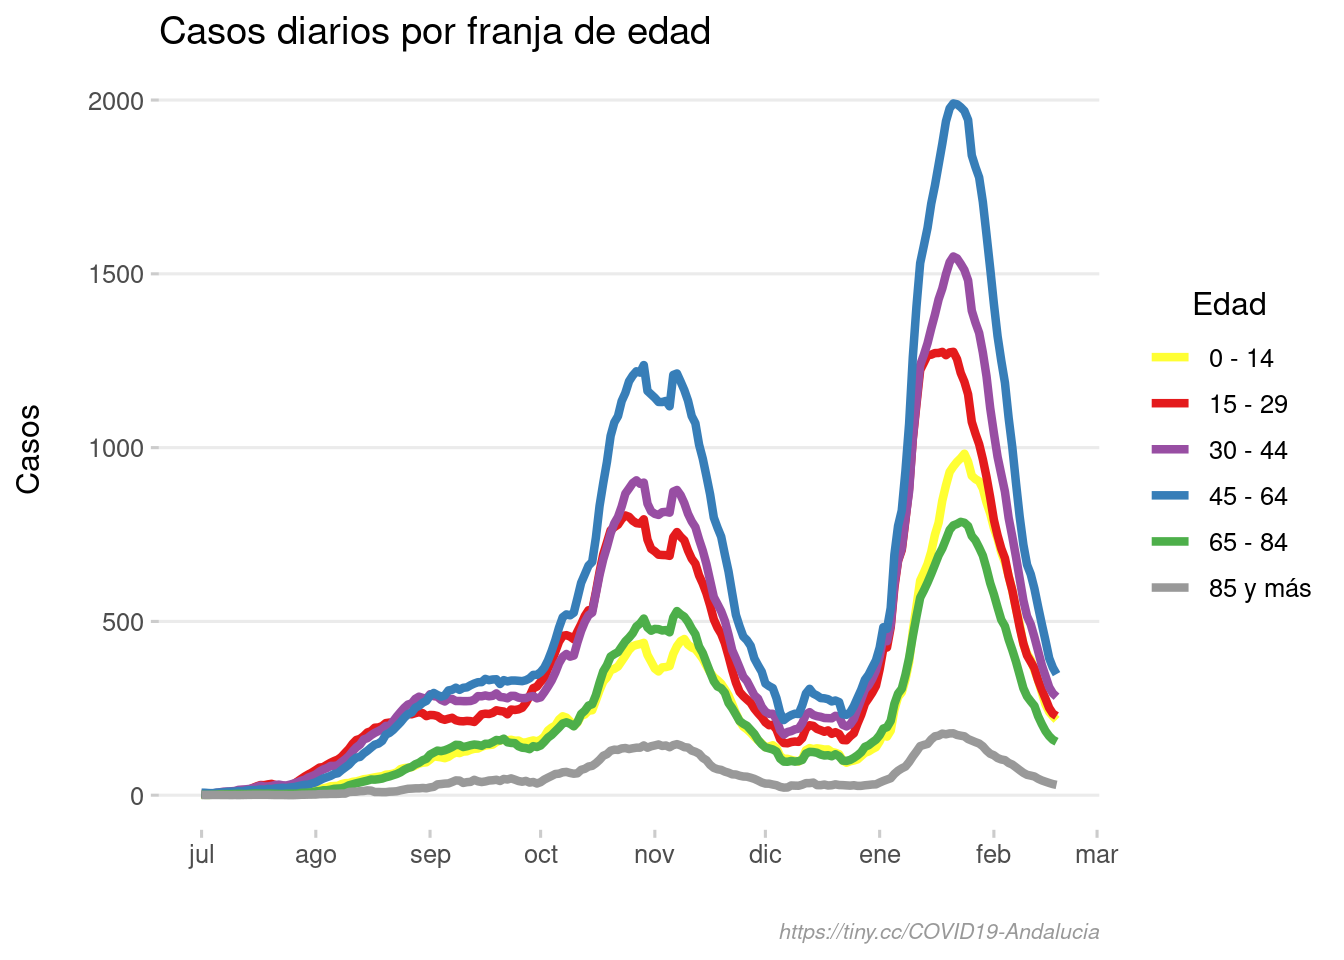 Casos diarios por franja de edad
Casos
2000
1500
1000
500
0
jul ago sep oct nov dic ene feb mar
Edad
0 - 14
15 - 29
30 - 44
45 - 64
65 - 84
85 y más
https://tiny.cc/COVID19-Andalucia